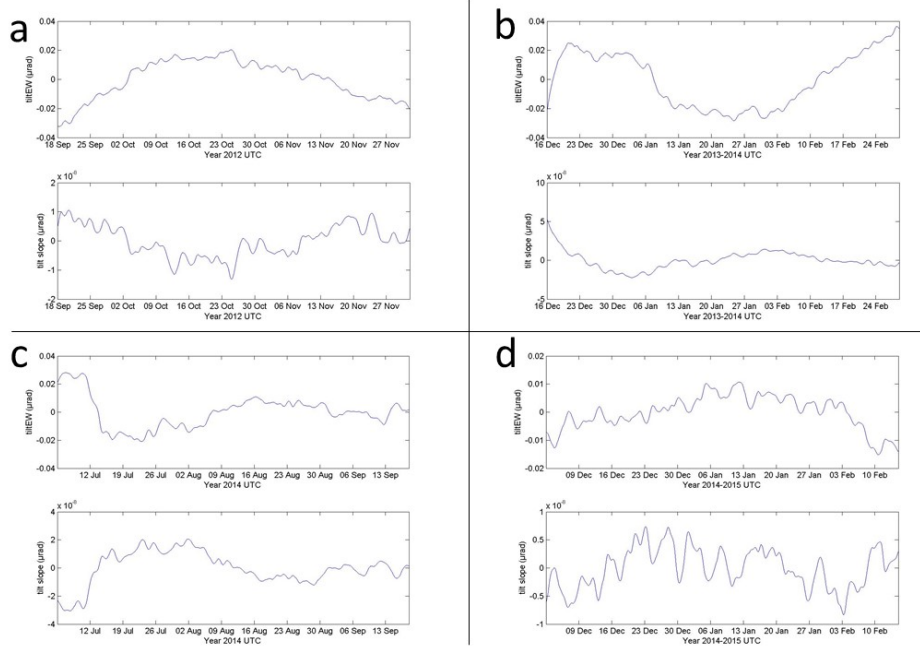 a
0.04
0.02
0
-0.02
-0.04
tiltEW (μrad)
18 Sep 25 Sep 02 Oct 09 Oct 16 Oct 23 Oct 30 Oct 06 Nov 13 Nov 20 Nov 27 Nov
Year 2012 UTC
x 10⁻⁶
2
1
0
-1
-2
tilt slope (μrad)
18 Sep 25 Sep 02 Oct 09 Oct 16 Oct 23 Oct 30 Oct 06 Nov 13 Nov 20 Nov 27 Nov
Year 2012 UTC
b
0.04
0.02
0
-0.02
-0.04
tiltEW (μrad)
16 Dec 23 Dec 30 Dec 06 Jan 13 Jan 20 Jan 27 Jan 03 Feb 10 Feb 17 Feb 24 Feb
Year 2013-2014 UTC
x 10⁻⁶
10
5
0
-5
tilt slope (μrad)
16 Dec 23 Dec 30 Dec 06 Jan 13 Jan 20 Jan 27 Jan 03 Feb 10 Feb 17 Feb 24 Feb
Year 2013-2014 UTC
c
0.04
0.02
0
-0.02
-0.04
tiltEW (μrad)
12 Jul 19 Jul 26 Jul 02 Aug 09 Aug 16 Aug 23 Aug 30 Aug 06 Sep 13 Sep
Year 2014 UTC
x 10⁻⁶
4
2
0
-2
-4
tilt slope (μrad)
12 Jul 19 Jul 26 Jul 02 Aug 09 Aug 16 Aug 23 Aug 30 Aug 06 Sep 13 Sep
Year 2014 UTC
d
0.02
0.01
0
-0.01
-0.02
tiltEW (μrad)
09 Dec 16 Dec 23 Dec 30 Dec 06 Jan 13 Jan 20 Jan 27 Jan 03 Feb 10 Feb
Year 2014-2015 UTC
x 10⁻⁶
1
0.5
0
-0.5
-1
tilt slope (μrad)
09 Dec 16 Dec 23 Dec 30 Dec 06 Jan 13 Jan 20 Jan 27 Jan 03 Feb 10 Feb
Year 2014-2015 UTC